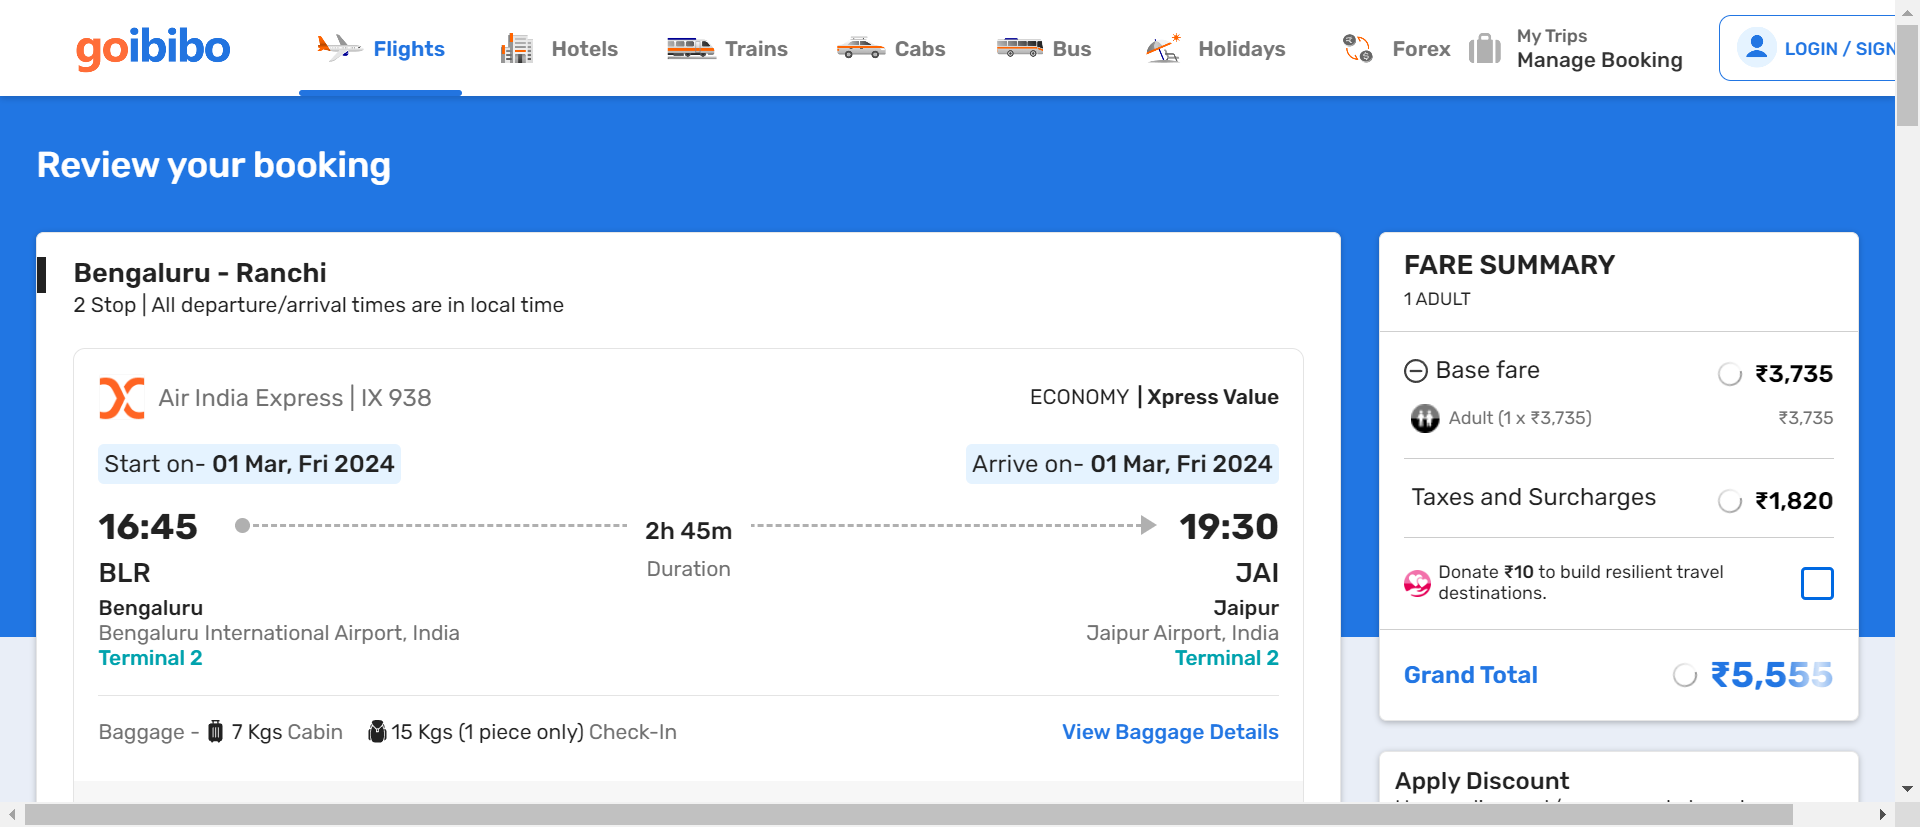 goibibo
Flights
Hotels
Trains
Cabs
Bus
Holidays
Forex
My Trips
Manage Booking
LOGIN / SIGN
Review your booking
Bengaluru - Ranchi
2 Stop | All departure/arrival times are in local time
Air India Express | IX 938
ECONOMY | Xpress Value
Start on- 01 Mar, Fri 2024
Arrive on- 01 Mar, Fri 2024
16:45
2h 45m
19:30
BLR
Duration
JAI
Bengaluru
Jaipur
Bengaluru International Airport, India
Jaipur Airport, India
Terminal 2
Terminal 2
Baggage - 7 Kgs Cabin 15 Kgs (1 piece only) Check-In
View Baggage Details
FARE SUMMARY
1 ADULT
Base fare ₹3,735
Adult (1 x ₹3,735) ₹3,735
Taxes and Surcharges ₹1,820
Donate ₹10 to build resilient travel
destinations.
Grand Total ₹5,555
Apply Discount